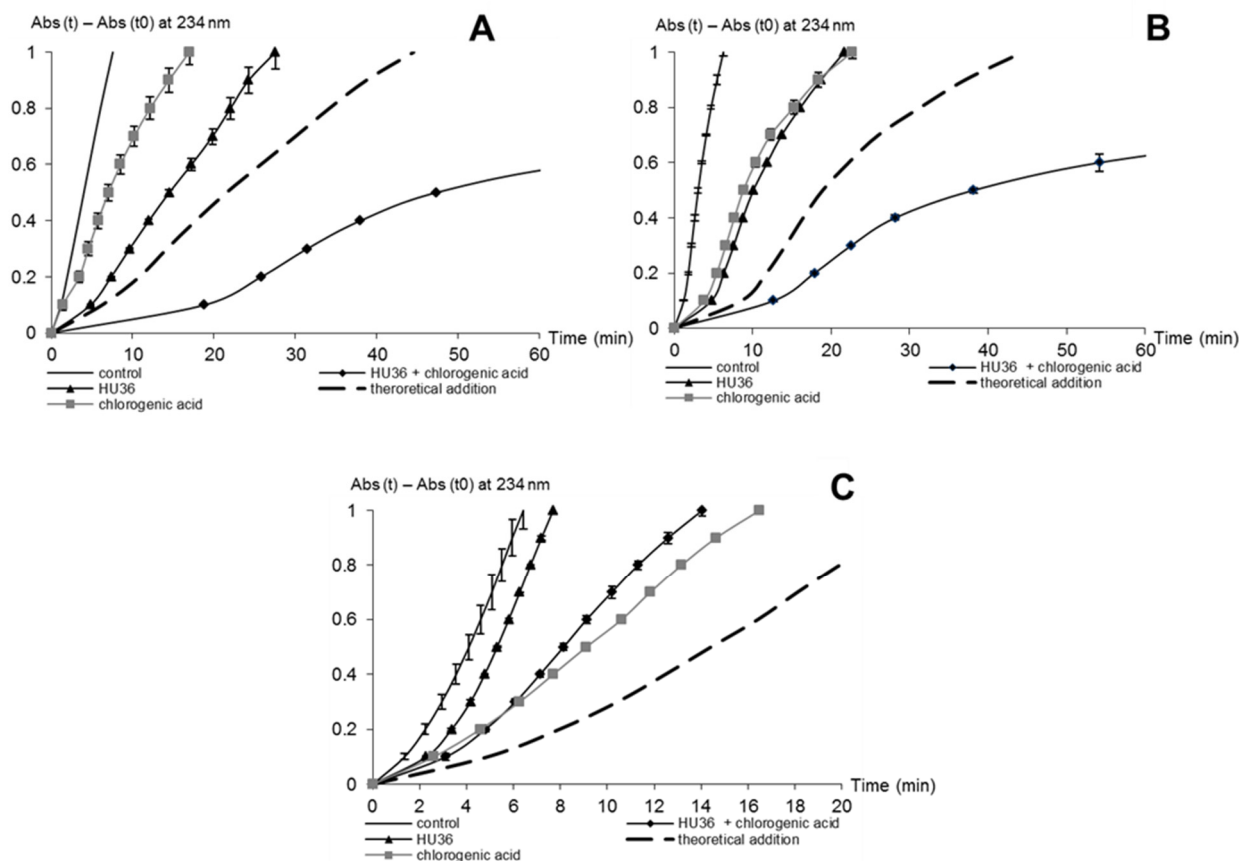 Abs (t) – Abs (t0) at 234 nm
A
1
0.8
0.6
0.4
0.2
0
0 10 20 30 40 50 60
Time (min)
control
HU36
chlorogenic acid
HU36 + chlorogenic acid
theroretical addition
Abs (t) – Abs (t0) at 234 nm
B
1
0.8
0.6
0.4
0.2
0
0 10 20 30 40 50 60
Time (min)
control
HU36
chlorogenic acid
HU36 + chlorogenic acid
theoretical addition
Abs (t) – Abs (t0) at 234 nm
C
1
0.8
0.6
0.4
0.2
0
0 2 4 6 8 10 12 14 16 18 20
Time (min)
control
HU36
chlorogenic acid
HU36 + chlorogenic acid
theoretical addition